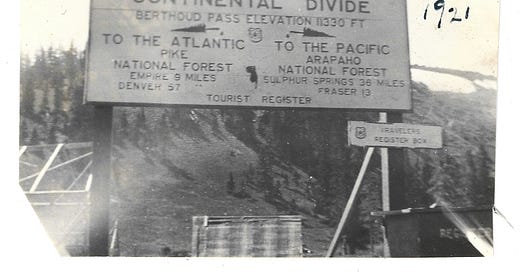 CONTINENTAL DIVIDE
BERTHOUD PASS ELEVATION 11330 FT
TO THE ATLANTIC
PIKE
NATIONAL FOREST
EMPIRE 9 MILES
DENVER 57
TO THE PACIFIC
ARAPAHO
NATIONAL FOREST
SULPHUR SPRINGS 36 MILES
FRASER 13
TOURIST REGISTER
1921
TRAVELERS
REGISTER BOX
REGISTER